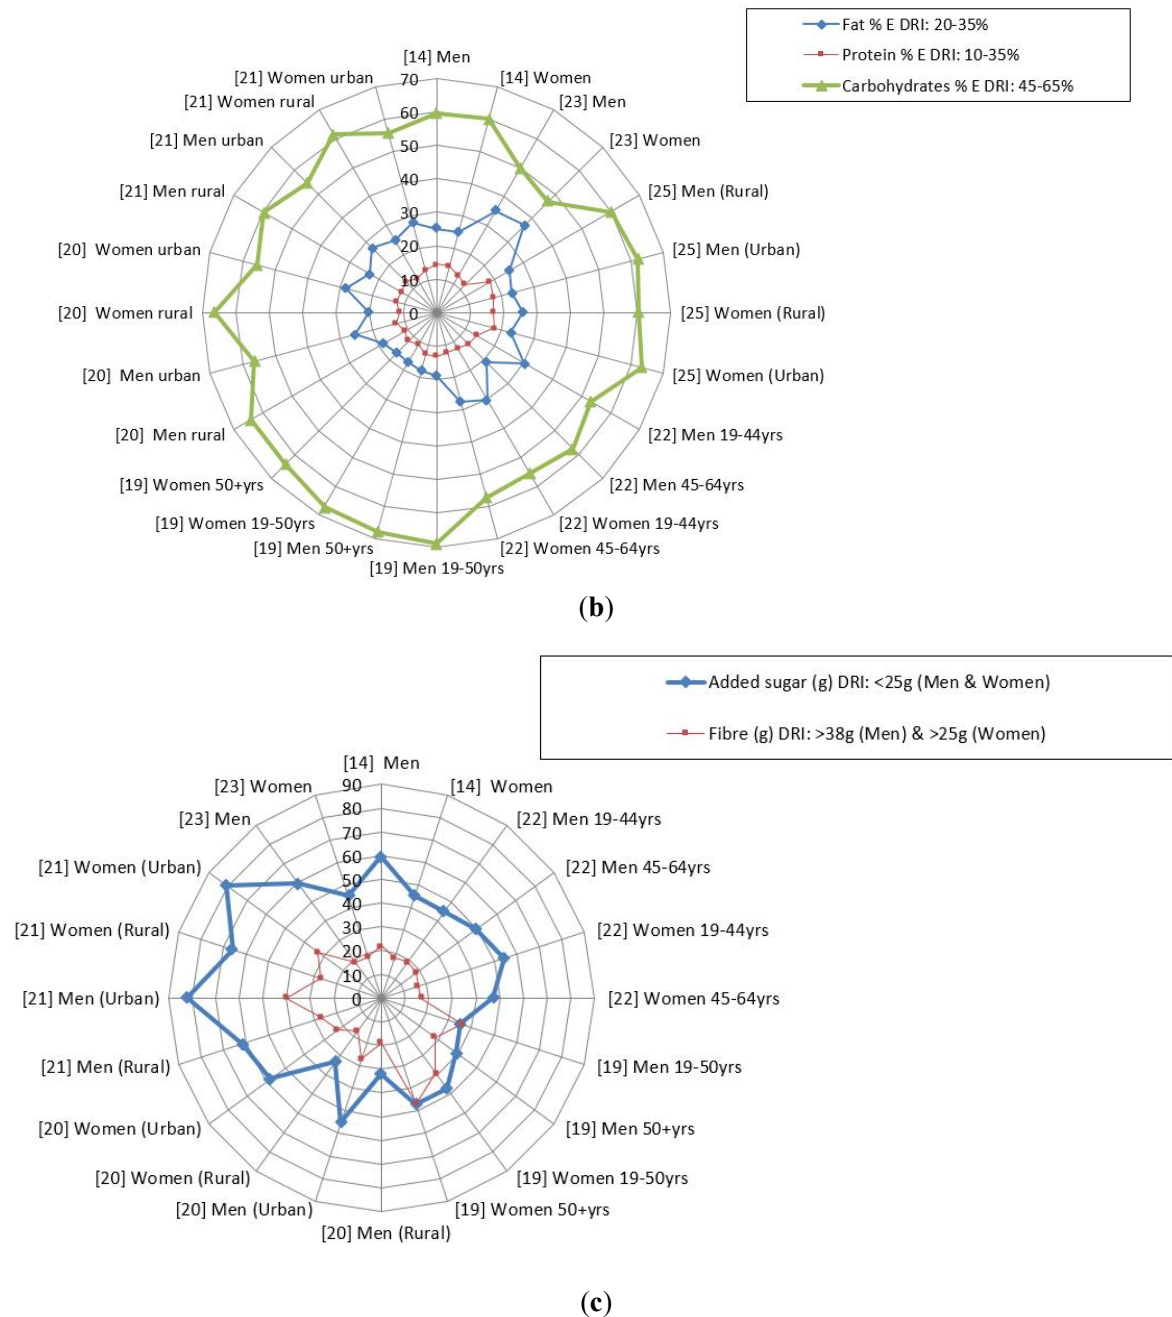 Fat % E DRI: 20-35%
Protein % E DRI: 10-35%
Carbohydrates % E DRI: 45-65%
[14] Men
[14] Women
[23] Men
[23] Women
[25] Men (Rural)
[25] Men (Urban)
[25] Women (Rural)
[25] Women (Urban)
[22] Men 19-44yrs
[22] Men 45-64yrs
[22] Women 19-44yrs
[22] Women 45-64yrs
[19] Men 19-50yrs
[19] Men 50+yrs
[19] Women 19-50yrs
[19] Women 50+yrs
[20] Men rural
[20] Men urban
[20] Women rural
[20] Women urban
[21] Men rural
[21] Men urban
[21] Women rural
[21] Women urban
70
60
50
40
30
20
10
0
(b)
Added sugar (g) DRI: <25g (Men & Women)
Fibre (g) DRI: >38g (Men) & >25g (Women)
[14] Men
[14] Women
[22] Men 19-44yrs
[22] Men 45-64yrs
[22] Women 19-44yrs
[22] Women 45-64yrs
[19] Men 19-50yrs
[19] Men 50+yrs
[19] Women 19-50yrs
[19] Women 50+yrs
[20] Men (Rural)
[20] Men (Urban)
[20] Women (Rural)
[20] Women (Urban)
[21] Men (Rural)
[21] Men (Urban)
[21] Women (Rural)
[21] Women (Urban)
[23] Men
[23] Women
90
80
70
60
50
40
30
20
10
0
(c)